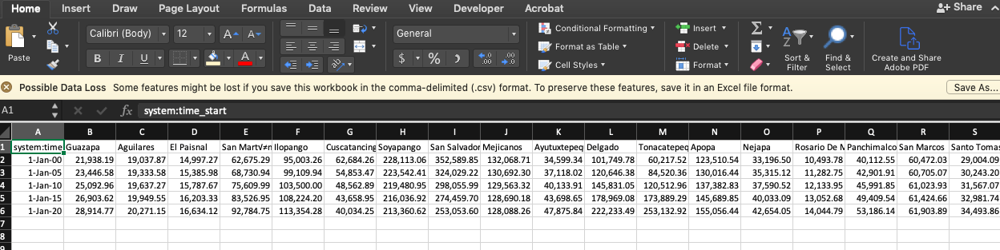 Home Insert Draw Page Layout Formulas Data Review View Developer Acrobat Share
Calibri (Body) 12 A A General Conditional Formatting Insert
Paste B I U A $ % Format as Table Delete Sort & Filter Find & Select Create and Share Adobe PDF
Cell Styles Format
Possible Data Loss Some features might be lost if you save this workbook in the comma-delimited (.csv) format. To preserve these features, save it in an Excel file format. Save As...
A1 fx system:time_start
A B C D E F G H I J K L M N O P Q R S
1 system:time Guazapa Aguilares El Paisnal San Mart√≠n Ilopango Cuscatancing Soyapango San Salvador Mejicanos Ayutuxtepeq Delgado Tonacatepeq Apopa Nejapa Rosario De M Panchimalco San Marcos Santo Tomas
2 1-Jan-00 21,938.19 19,037.87 14,997.27 62,675.29 95,003.26 62,684.26 228,113.06 352,589.85 132,068.71 34,599.34 101,749.78 60,217.52 123,510.54 33,196.50 10,493.78 40,112.55 60,472.03 29,004.09
3 1-Jan-05 23,446.58 19,333.58 15,385.98 68,730.94 99,109.94 54,853.47 223,542.41 324,029.22 130,692.30 37,118.02 120,646.38 84,520.36 130,016.44 35,315.12 11,282.75 42,901.91 60,705.07 30,243.20
4 1-Jan-10 25,092.96 19,637.27 15,787.67 75,609.99 103,500.00 48,562.89 219,480.95 298,055.99 129,563.32 40,133.91 145,831.05 120,512.96 137,382.83 37,590.52 12,133.95 45,991.85 61,023.93 31,567.07
5 1-Jan-15 26,903.62 19,949.55 16,203.33 83,526.95 108,224.20 43,658.95 216,036.92 274,459.70 128,690.18 43,698.65 178,969.08 173,889.29 145,689.85 40,033.09 13,052.68 49,409.54 61,424.66 32,981.74
6 1-Jan-20 28,914.77 20,271.15 16,634.12 92,784.75 113,354.28 40,034.25 213,360.62 253,053.60 128,088.26 47,875.84 222,233.49 253,132.92 155,056.44 42,654.05 14,044.79 53,186.14 61,903.89 34,493.86
7
8
9